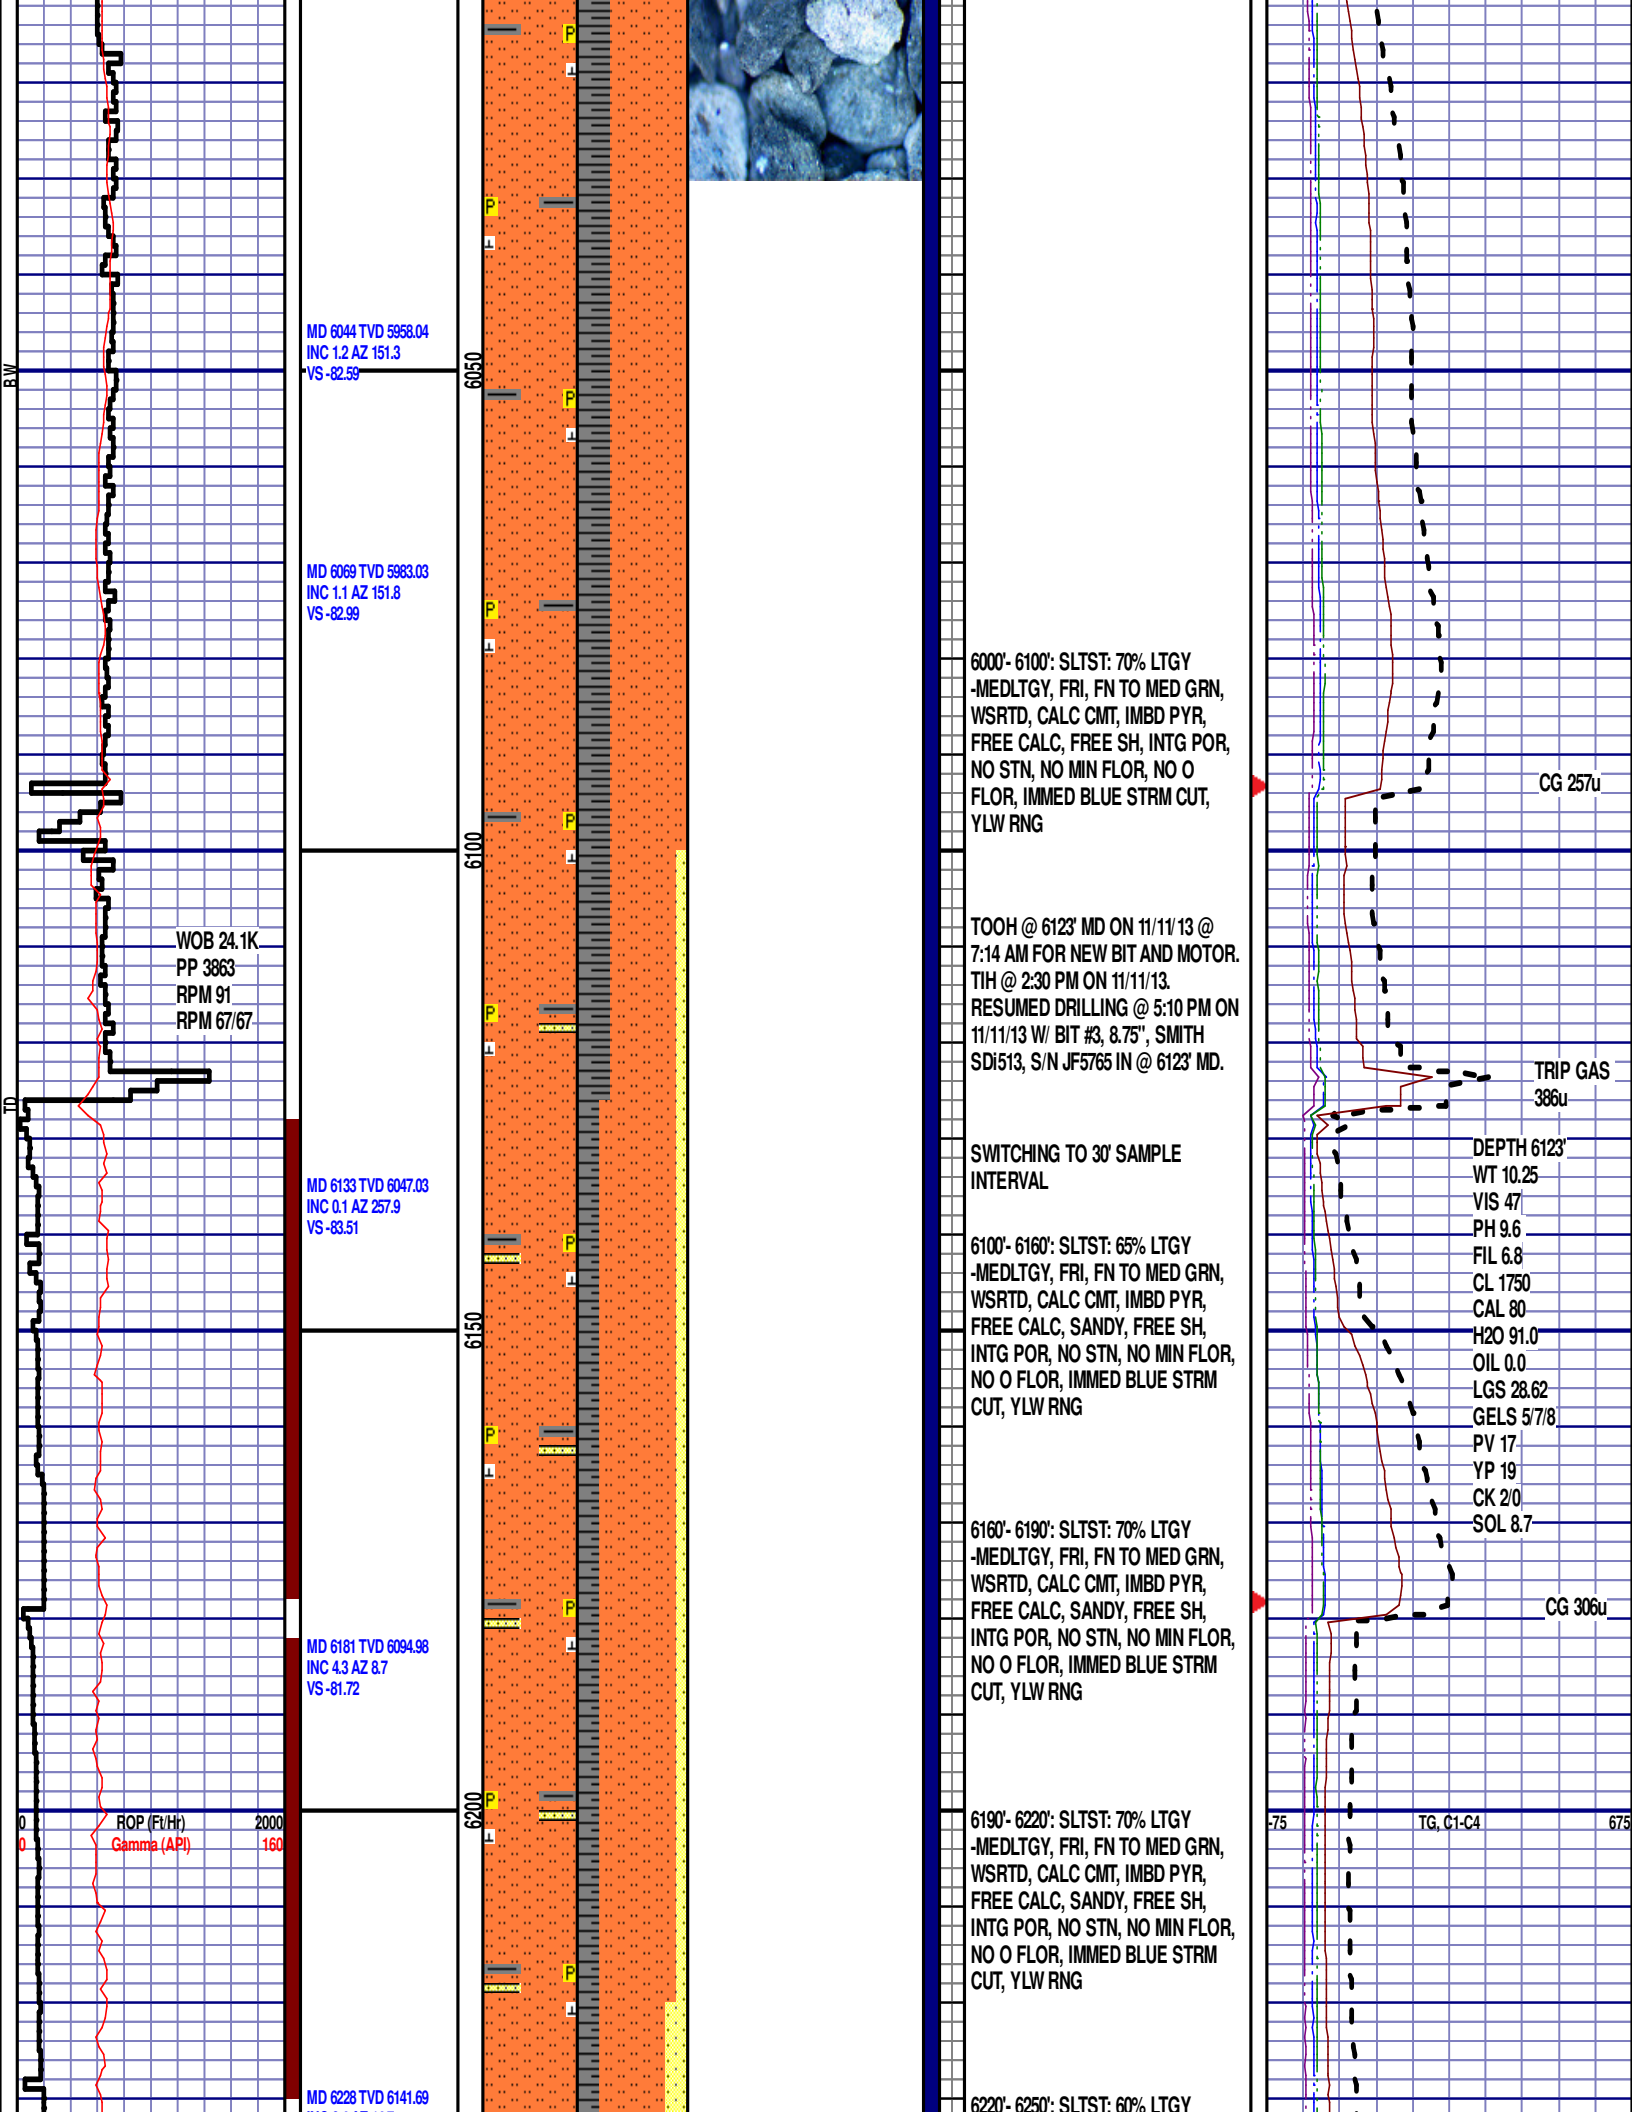 MD 6044 TVD 5958.04
INC 1.2 AZ 151.3
VS -82.59
BW
6050
MD 6069 TVD 5983.03
INC 1.1 AZ 151.8
VS -82.99
6000'- 6100': SLTST: 70% LTGY
-MEDLTGY, FRI, FN TO MED GRN,
WSRTD, CALC CMT, IMBD PYR,
FREE CALC, FREE SH, INTG POR,
NO STN, NO MIN FLOR, NO O
FLOR, IMMED BLUE STRM CUT,
YLW RNG
CG 257u
6100
WOB 24.1K
PP 3863
RPM 91
RPM 67/67
TOOH @ 6123' MD ON 11/11/13 @
7:14 AM FOR NEW BIT AND MOTOR.
TIH @ 2:30 PM ON 11/11/13.
RESUMED DRILLING @ 5:10 PM ON
11/11/13 W/ BIT #3, 8.75", SMITH
SDi513, S/N JF5765 IN @ 6123' MD.
TRIP GAS
386u
TD
SWITCHING TO 30' SAMPLE
INTERVAL
DEPTH 6123'
WT 10.25
VIS 47
PH 9.6
FIL 6.8
CL 1750
CAL 80
H2O 91.0
OIL 0.0
LGS 28.62
GELS 5/7/8
PV 17
YP 19
CK 2/0
SOL 8.7
MD 6133 TVD 6047.03
INC 0.1 AZ 257.9
VS -83.51
6100'- 6160': SLTST: 65% LTGY
-MEDLTGY, FRI, FN TO MED GRN,
WSRTD, CALC CMT, IMBD PYR,
FREE CALC, SANDY, FREE SH,
INTG POR, NO STN, NO MIN FLOR,
NO O FLOR, IMMED BLUE STRM
CUT, YLW RNG
6150
6160'- 6190': SLTST: 70% LTGY
-MEDLTGY, FRI, FN TO MED GRN,
WSRTD, CALC CMT, IMBD PYR,
FREE CALC, SANDY, FREE SH,
INTG POR, NO STN, NO MIN FLOR,
NO O FLOR, IMMED BLUE STRM
CUT, YLW RNG
CG 306u
MD 6181 TVD 6094.98
INC 4.3 AZ 8.7
VS -81.72
6200
0 ROP (Ft/Hr) 2000
0 Gamma (API) 160
-75 TG, C1-C4 675
6190'- 6220': SLTST: 70% LTGY
-MEDLTGY, FRI, FN TO MED GRN,
WSRTD, CALC CMT, IMBD PYR,
FREE CALC, SANDY, FREE SH,
INTG POR, NO STN, NO MIN FLOR,
NO O FLOR, IMMED BLUE STRM
CUT, YLW RNG
MD 6228 TVD 6141.69
6220'- 6250': SLTST: 60% LTGY